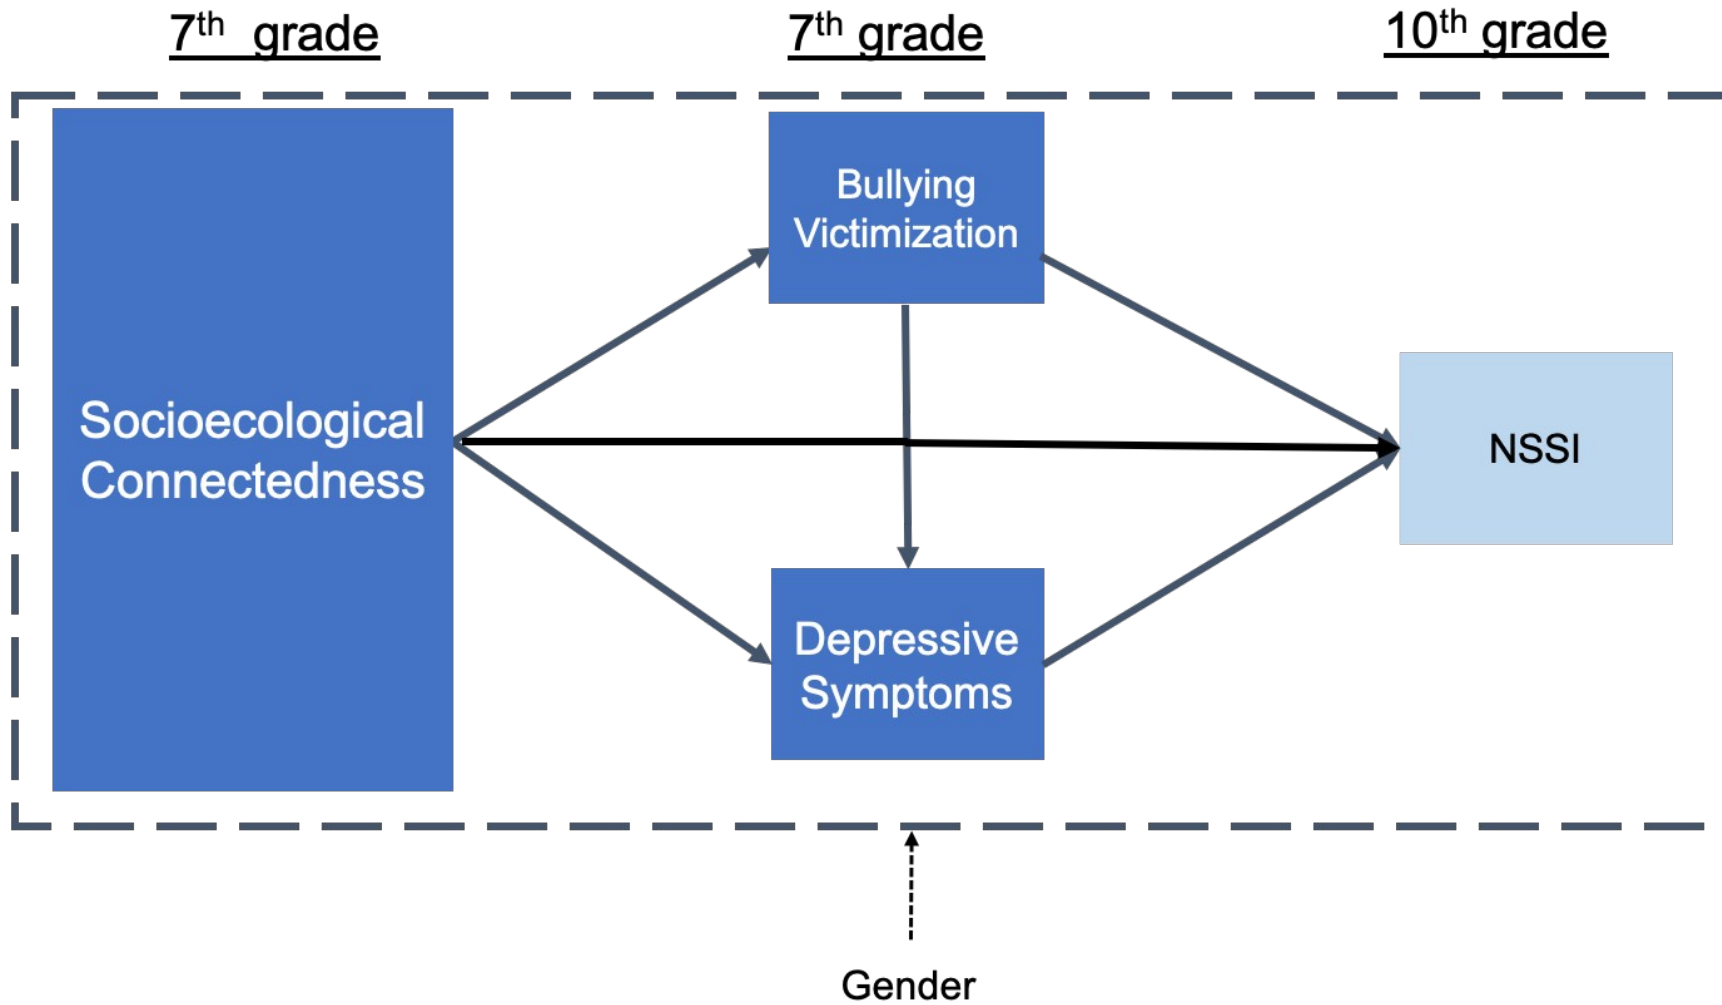 7th grade
7th grade
10th grade
Bullying
Victimization
Socioecological
Connectedness
NSSI
Depressive
Symptoms
Gender